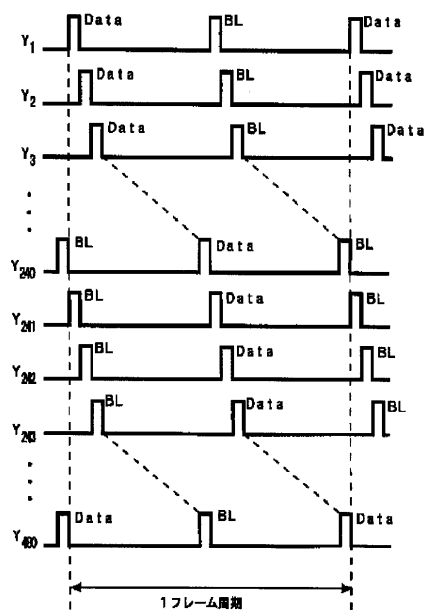 Y1 Data BL Data
Y2 Data BL Data
Y3 Data BL Data
Y240 BL Data BL
Y241 BL Data BL
Y242 BL Data BL
Y243 BL Data BL
Y480 Data BL Data
1フレーム周期